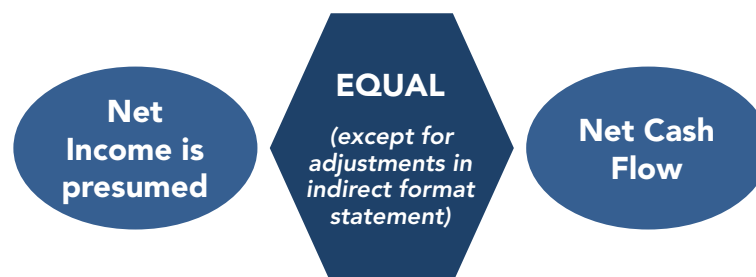 Net
Income is
presumed
EQUAL
(except for
adjustments in
indirect format
statement)
Net Cash
Flow